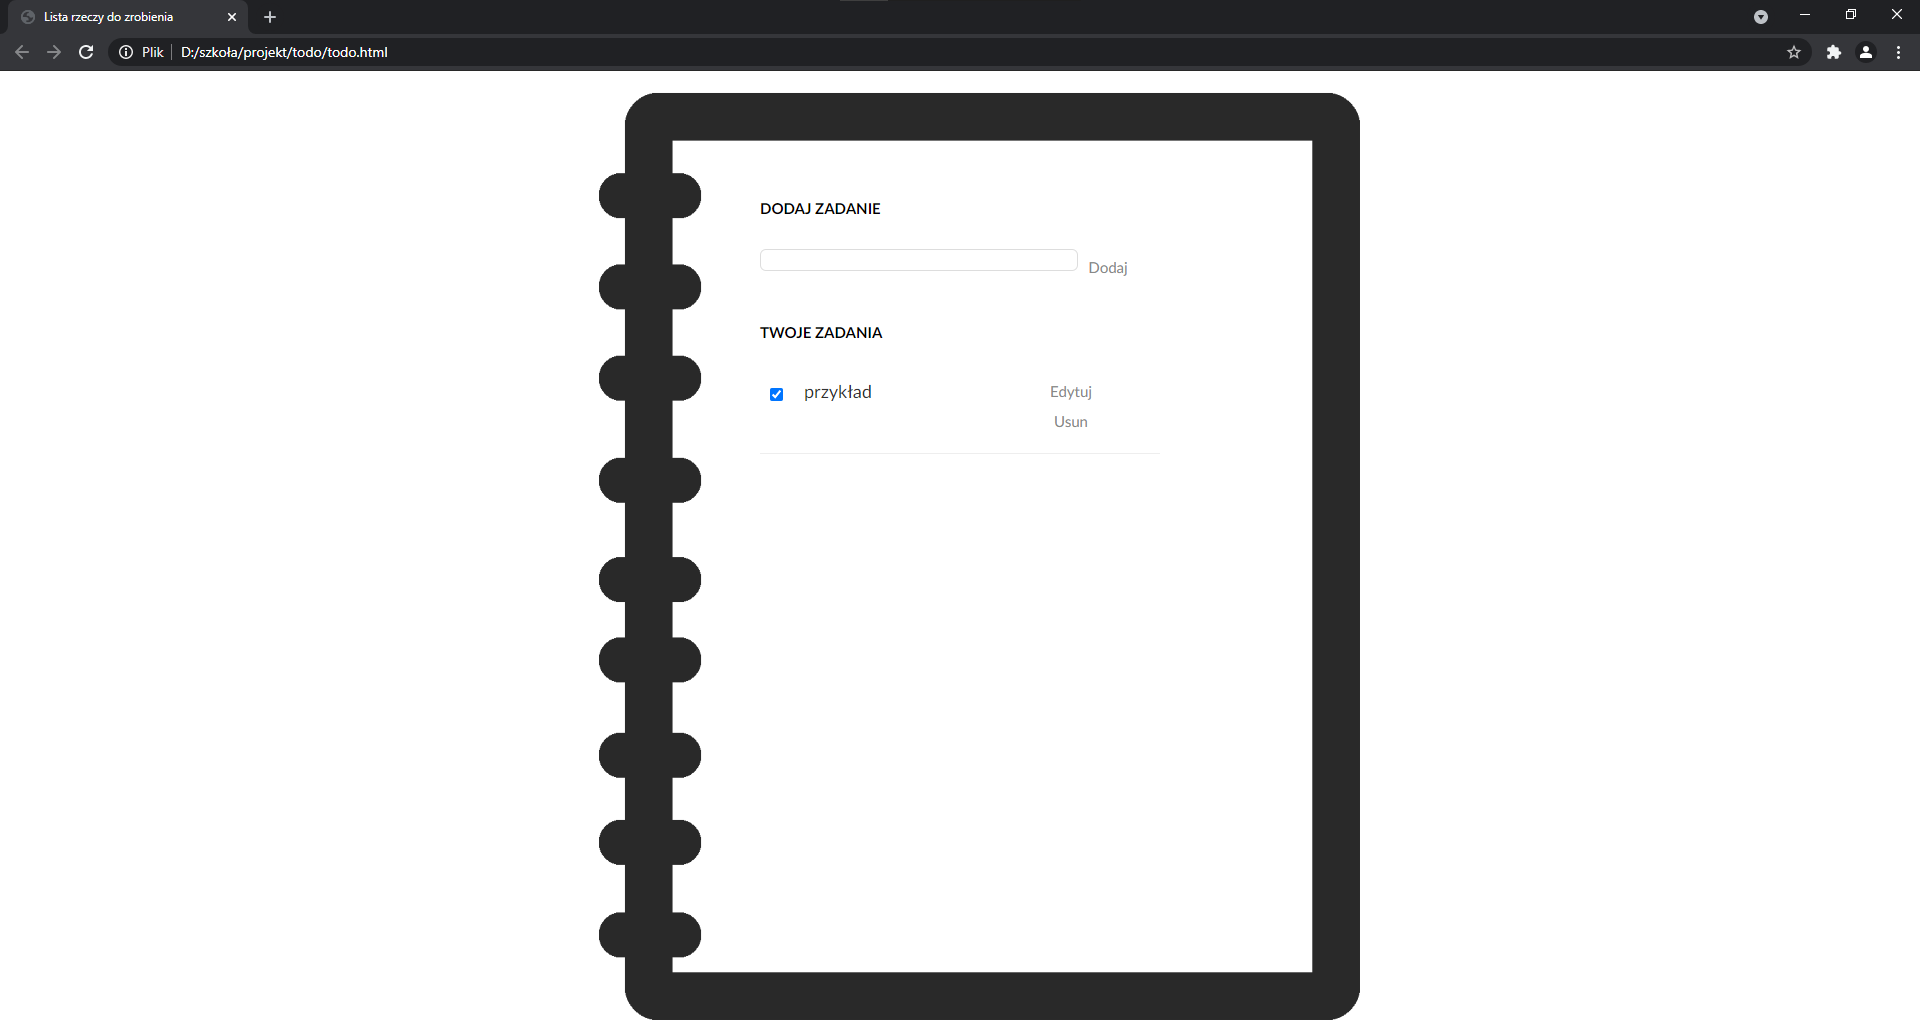 Lista rzeczy do zrobienia
Plik D:/szkoła/projekt/todo/todo.html
DODAJ ZADANIE
Dodaj
TWOJE ZADANIA
przykład Edytuj
Usun